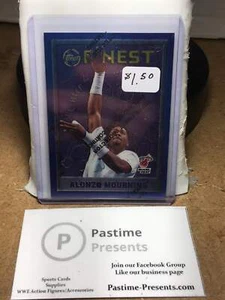 Topps
FINEST
$1.50
ALONZO MOURNING
P
Pastime
Presents
Sports Cards
Supplies
WWE Action Figures/Accessories
Join our Facebook Group
Like our business page
Pastime-Presents.com